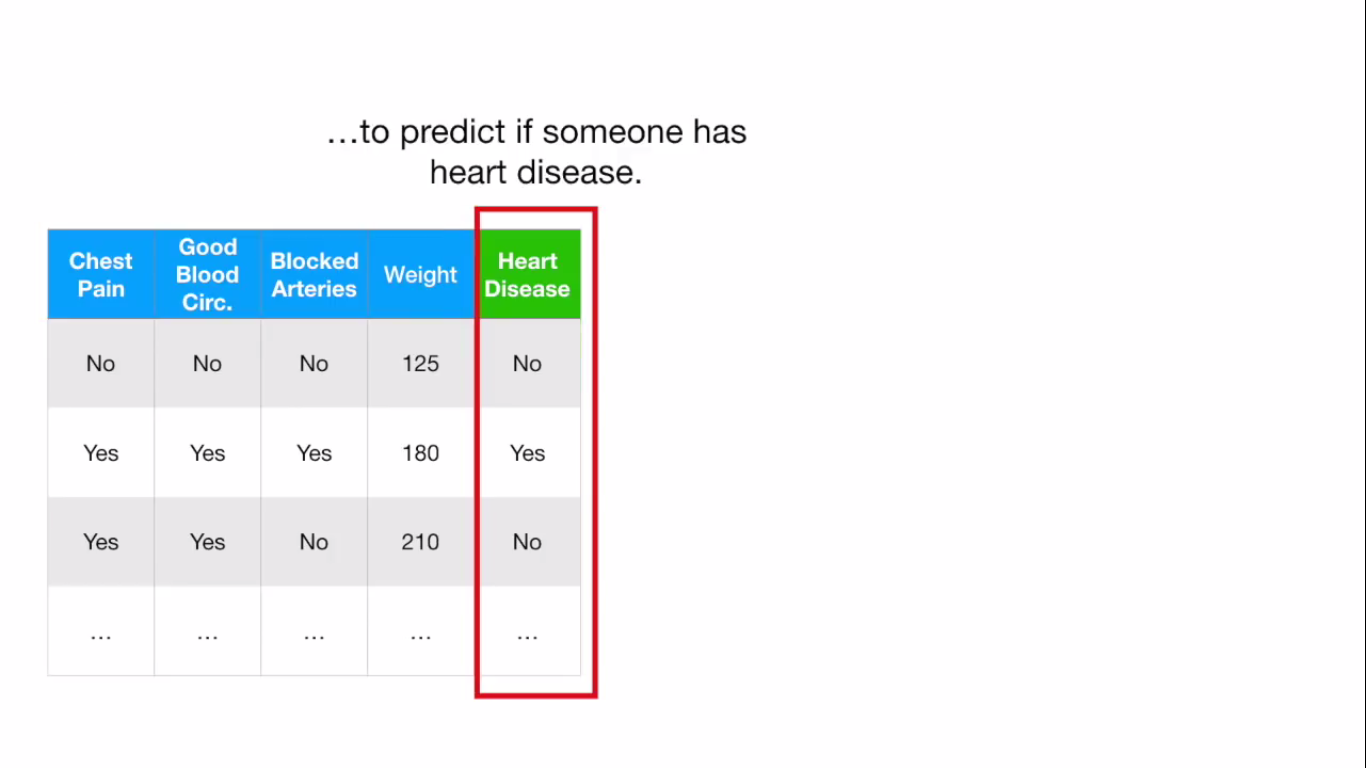 …to predict if someone has
heart disease.
Chest Pain Good Blood Circ. Blocked Arteries Weight Heart Disease
No No No 125 No
Yes Yes Yes 180 Yes
Yes Yes No 210 No
… … … … …